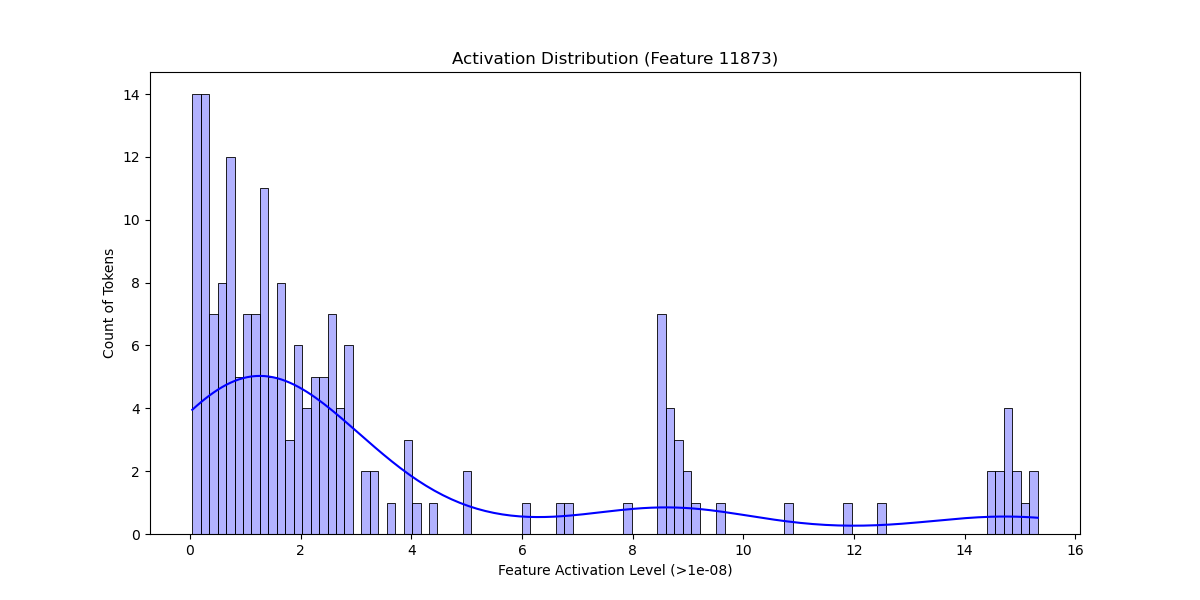 Activation Distribution (Feature 11873)
Count of Tokens
14
12
10
8
6
4
2
0
0 2 4 6 8 10 12 14 16
Feature Activation Level (>1e-08)